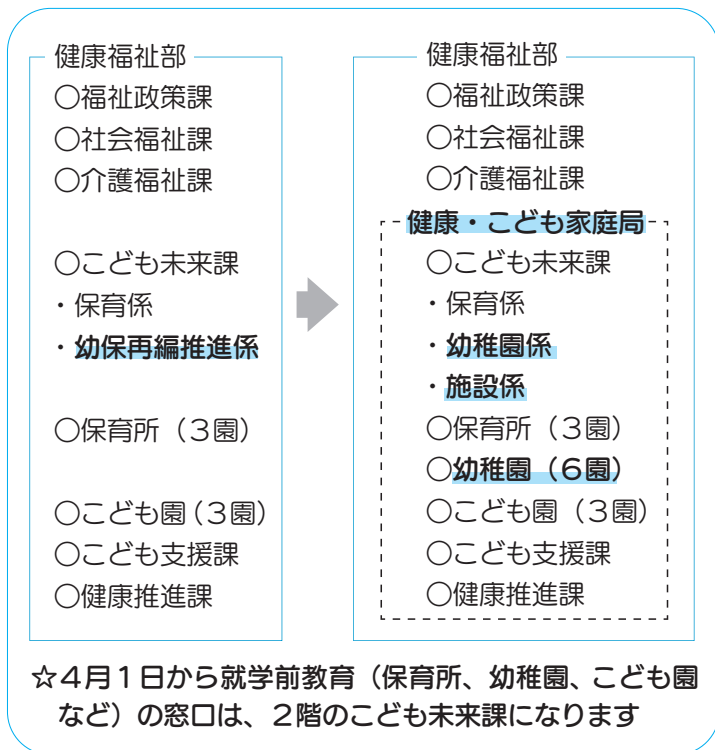 健康福祉部
○福祉政策課
○社会福祉課
○介護福祉課
○こども未来課
・保育係
・幼保再編推進係
○保育所（３園）
○こども園（３園）
○こども支援課
○健康推進課
健康福祉部
○福祉政策課
○社会福祉課
○介護福祉課
健康・こども家庭局
○こども未来課
・保育係
・幼稚園係
・施設係
○保育所（３園）
○幼稚園（６園）
○こども園（３園）
○こども支援課
○健康推進課
☆４月１日から就学前教育（保育所、幼稚園、こども園
など）の窓口は、２階のこども未来課になります